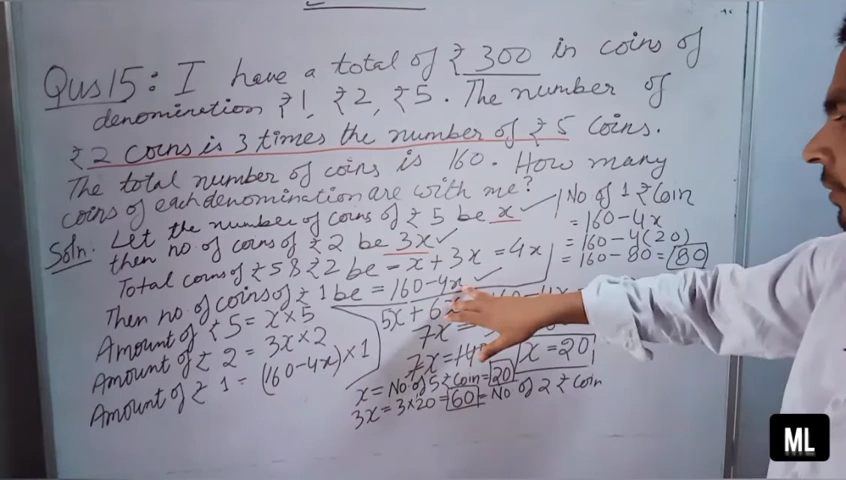 Qus 15: I have a total of ₹ 300 in coins of
denomination ₹1, ₹2, ₹5. The number of
₹2 coins is 3 times the number of ₹5 coins.
The total number of coins is 160. How many
coins of each denomination are with me?
Soln. Let the number of coins of ₹ 5 be x ✓
then no of coins of ₹ 2 be 3x ✓
Total coins of ₹5 & ₹2 be = x + 3x = 4x
Then no of coins of ₹ 1 be = 160-4x ✓
Amount of ₹ 5 = x × 5
Amount of ₹ 2 = 3x × 2
Amount of ₹ 1 = (160-4x) × 1
5x + 6
7x =
7x = 14
x = 20
x = No of 5 ₹ Coin = 20
3x = 3×20 = 60 = No of 2 ₹ Coin
No of 1 ₹ Coin
= 160-4x
= 160-4(20)
= 160-80 = 80
ML